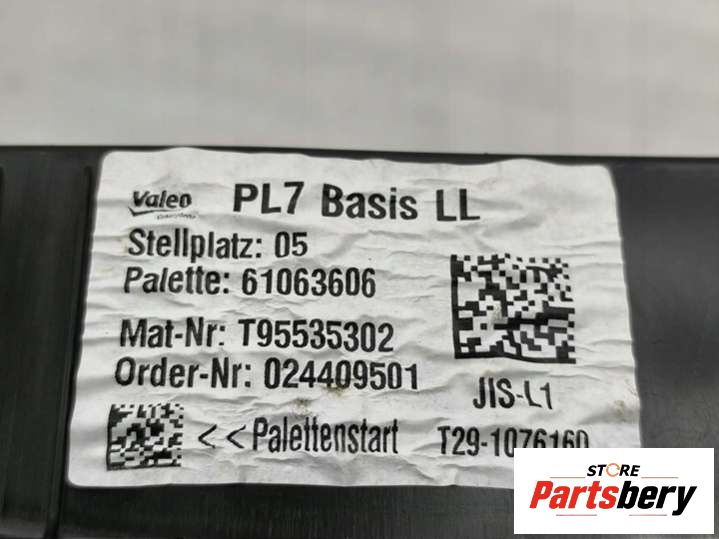 Valeo PL7 Basis LL
Stellplatz: 05
Palette: 61063606
Mat-Nr: T95535302
Order-Nr: 024409501
JIS-L1
<<Palettenstart T29-1076160
STORE
Partsbery